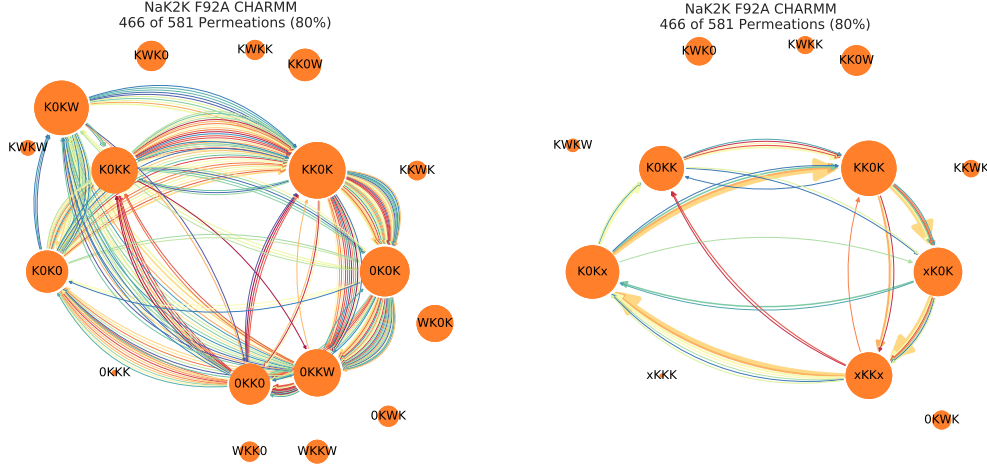 NaK2K F92A CHARMM
466 of 581 Permeations (80%)
KWK0
KWKK
KK0W
K0KW
KWKW
K0KK
KK0K
KKWK
K0K0
0K0K
WK0K
0KKK
0KK0
0KKW
0KWK
WKK0
WKKW
NaK2K F92A CHARMM
466 of 581 Permeations (80%)
KWK0
KWKK
KK0W
KWKW
K0KK
KK0K
KKWK
K0Kx
xK0K
xKKK
xKKx
0KWK